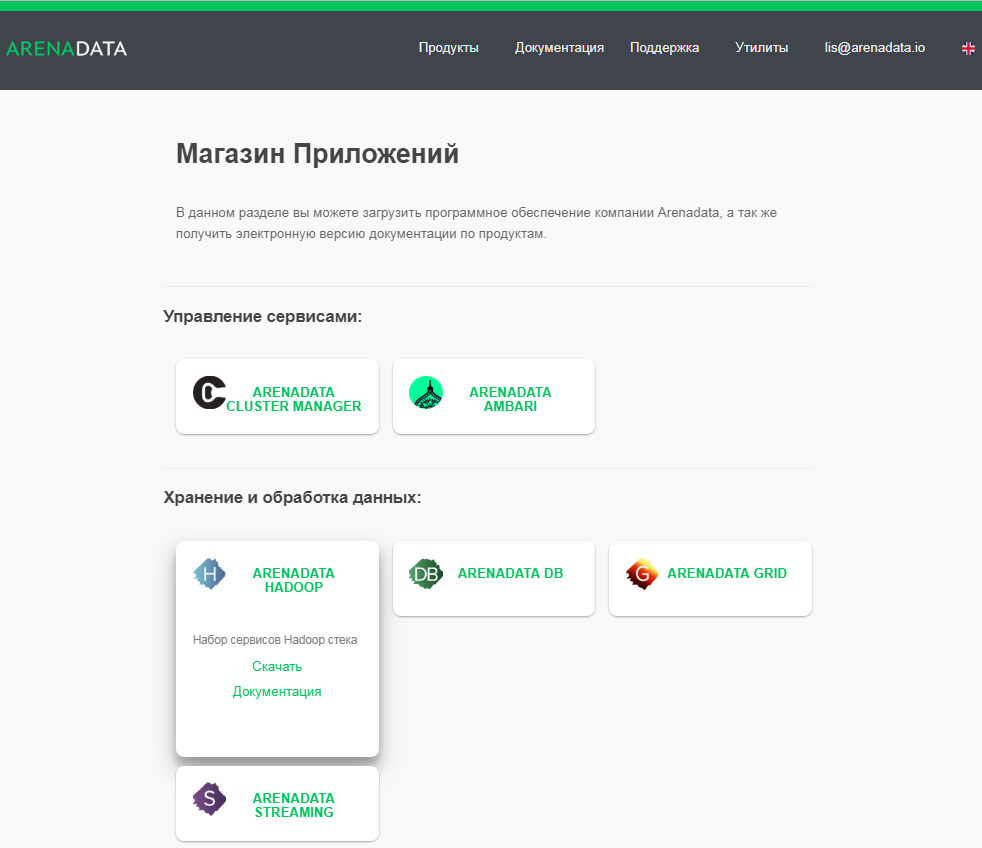 ARENADATA
Продукты
Документация
Поддержка
Утилиты
lis@arenadata.io
Магазин Приложений
В данном разделе вы можете загрузить программное обеспечение компании Arenadata, а так же
получить электронную версию документации по продуктам.
Управление сервисами:
ARENADATA
CLUSTER MANAGER
ARENADATA
AMBARI
Хранение и обработка данных:
H
ARENADATA
HADOOP
Набор сервисов Hadoop стека
Скачать
Документация
DB
ARENADATA DB
G
ARENADATA GRID
S
ARENADATA
STREAMING